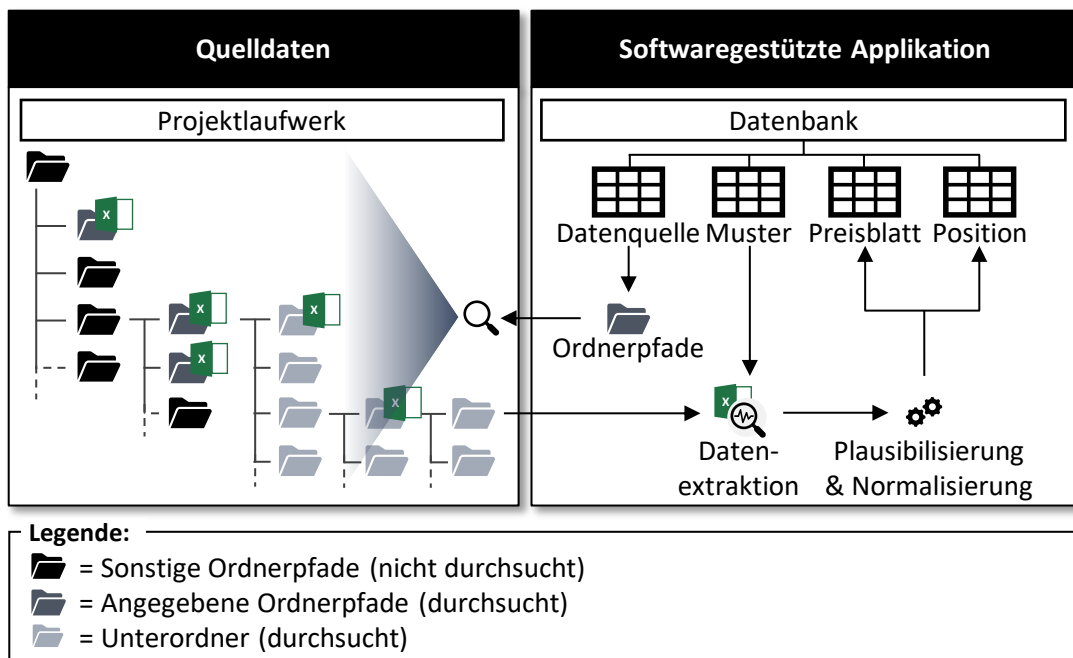 Quelldaten
Projektlaufwerk
X
X
X
X
X
Softwaregestützte Applikation
Datenbank
Datenquelle
Muster
Preisblatt
Position
Ordnerpfade
X
Daten-
extraktion
Plausibilisierung
& Normalisierung
Legende:
= Sonstige Ordnerpfade (nicht durchsucht)
= Angegebene Ordnerpfade (durchsucht)
= Unterordner (durchsucht)